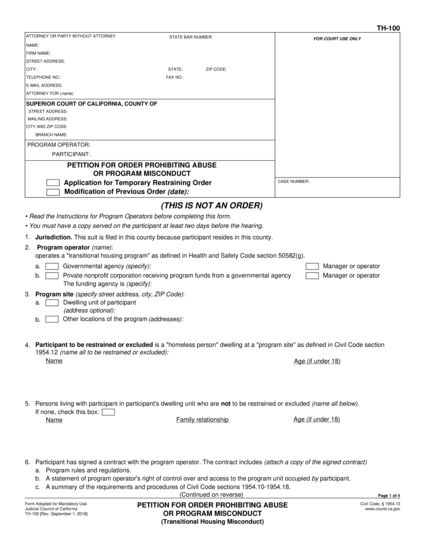 TH-100
ATTORNEY OR PARTY WITHOUT ATTORNEY
STATE BAR NUMBER:
FOR COURT USE ONLY
NAME:
FIRM NAME:
STREET ADDRESS:
CITY: STATE: ZIP CODE:
TELEPHONE NO.: FAX NO.:
E-MAIL ADDRESS:
ATTORNEY FOR (name):
SUPERIOR COURT OF CALIFORNIA, COUNTY OF
STREET ADDRESS:
MAILING ADDRESS:
CITY AND ZIP CODE:
BRANCH NAME:
PROGRAM OPERATOR:
PARTICIPANT:
PETITION FOR ORDER PROHIBITING ABUSE
OR PROGRAM MISCONDUCT
Application for Temporary Restraining Order
Modification of Previous Order (date):
CASE NUMBER:
(THIS IS NOT AN ORDER)
• Read the Instructions for Program Operators before completing this form.
• You must have a copy served on the participant at least two days before the hearing.
1. Jurisdiction. This suit is filed in this county because participant resides in this county.
2. Program operator (name):
operates a "transitional housing program" as defined in Health and Safety Code section 50582(g).
a. Governmental agency (specify): Manager or operator
b. Private nonprofit corporation receiving program funds from a governmental agency Manager or operator
The funding agency is (specify):
3. Program site (specify street address, city, ZIP Code):
a. Dwelling unit of participant
(address optional):
b. Other locations of the program (addresses):
4. Participant to be restrained or excluded is a "homeless person" dwelling at a "program site" as defined in Civil Code section
1954.12 (name all to be restrained or excluded):
Name Age (if under 18)
5. Persons living with participant in participant's dwelling unit who are not to be restrained or excluded (name all below).
If none, check this box:
Name Family relationship Age (if under 18)
6. Participant has signed a contract with the program operator. The contract includes (attach a copy of the signed contract)
a. Program rules and regulations.
b. A statement of program operator's right of control over and access to the program unit occupied by participant.
c. A summary of the requirements and procedures of Civil Code sections 1954.10-1954.18.
(Continued on reverse)
Page 1 of 4
Form Adopted for Mandatory Use
Judicial Council of California
TH-100 [Rev. September 1, 2018]
PETITION FOR ORDER PROHIBITING ABUSE
OR PROGRAM MISCONDUCT
(Transitional Housing Misconduct)
Civil Code, § 1954.13
www.courts.ca.gov